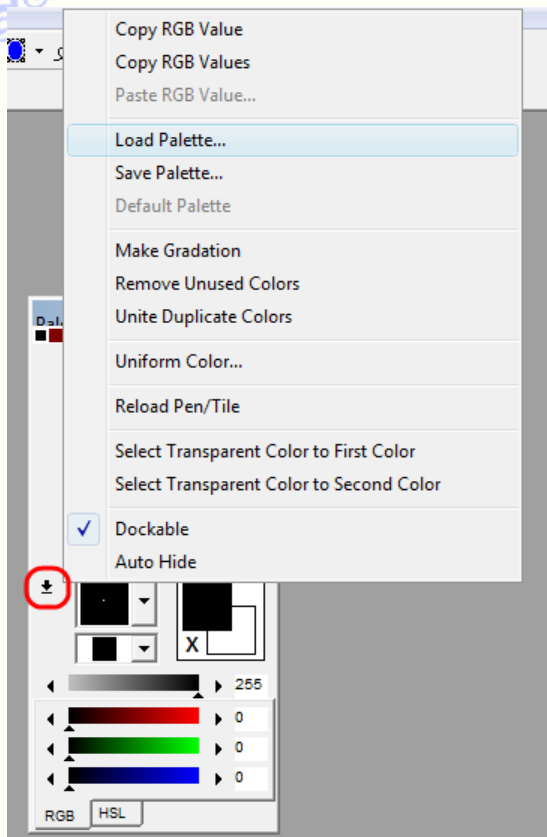 Copy RGB Value
Copy RGB Values
Paste RGB Value...
Load Palette...
Save Palette...
Default Palette
Make Gradation
Remove Unused Colors
Unite Duplicate Colors
Uniform Color...
Reload Pen/Tile
Select Transparent Color to First Color
Select Transparent Color to Second Color
Dockable
Auto Hide
X
255
0
0
0
RGB HSL